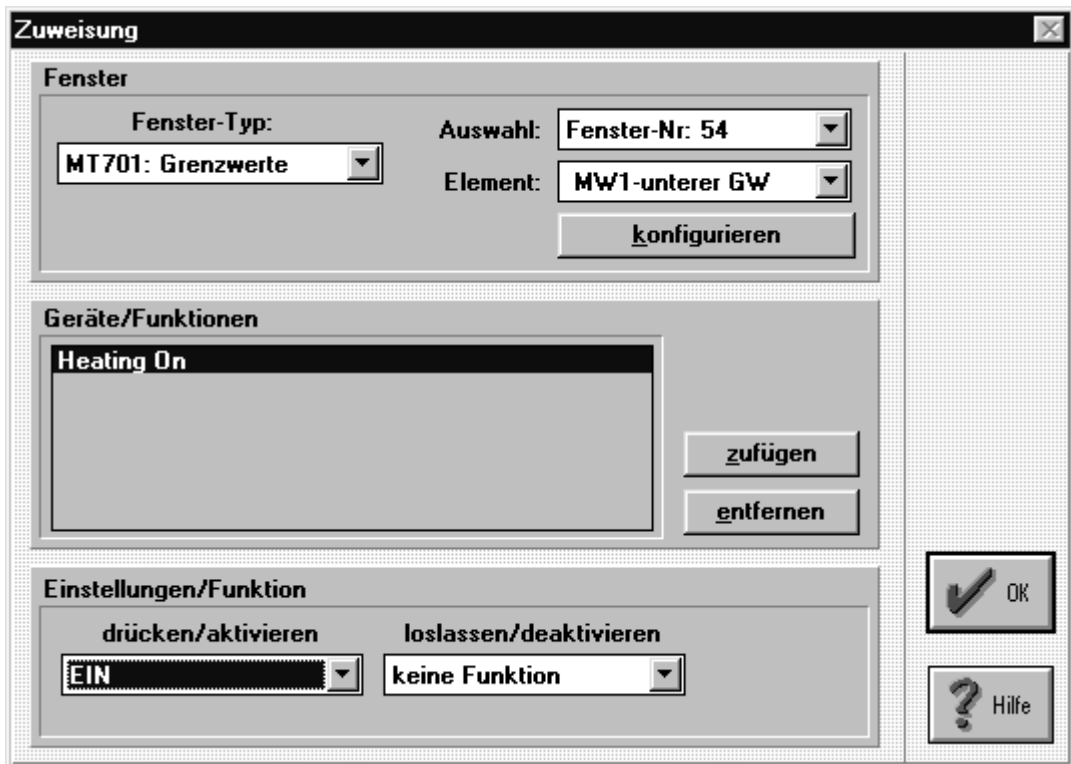 Zuweisung
Fenster
Fenster-Typ:
MT701: Grenzwerte
Auswahl: Fenster-Nr: 54
Element: MW1-unterer GW
konfigurieren
Geräte/Funktionen
Heating On
zufügen
entfernen
Einstellungen/Funktion
drücken/aktivieren loslassen/deaktivieren
EIN keine Funktion
OK
Hilfe